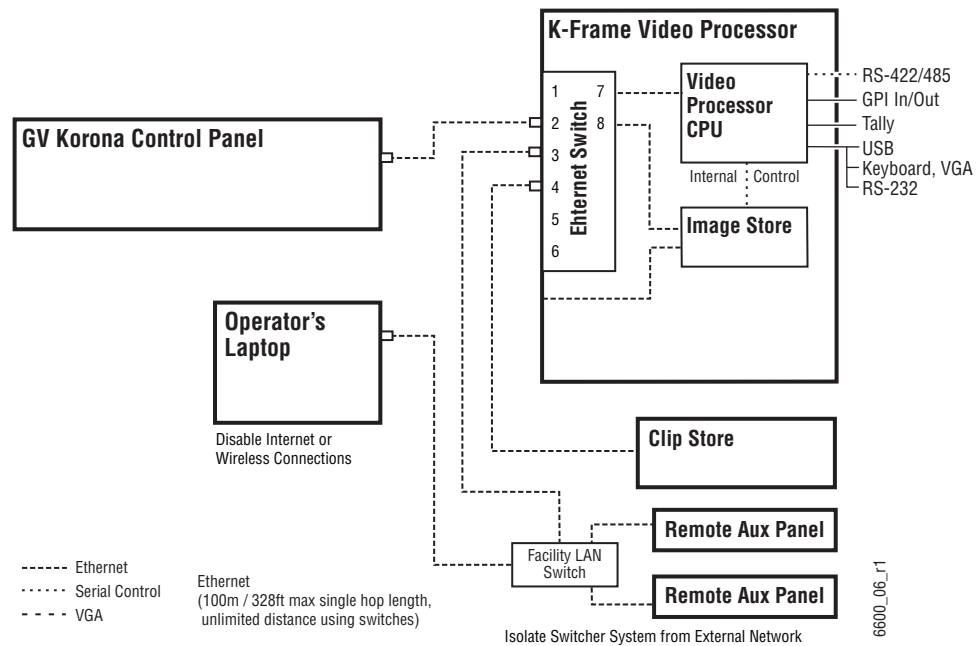 K-Frame Video Processor
1
2
3
4
5
6
7
8
Ehternet Switch
Video
Processor
CPU
RS-422/485
GPI In/Out
Tally
USB
Keyboard, VGA
RS-232
Internal Control
Image Store
GV Korona Control Panel
Operator's
Laptop
Disable Internet or
Wireless Connections
Clip Store
Remote Aux Panel
Facility LAN
Switch
Remote Aux Panel
Ethernet
Serial Control
VGA
Ethernet
(100m / 328ft max single hop length,
unlimited distance using switches)
Isolate Switcher System from External Network
6600_06_r1